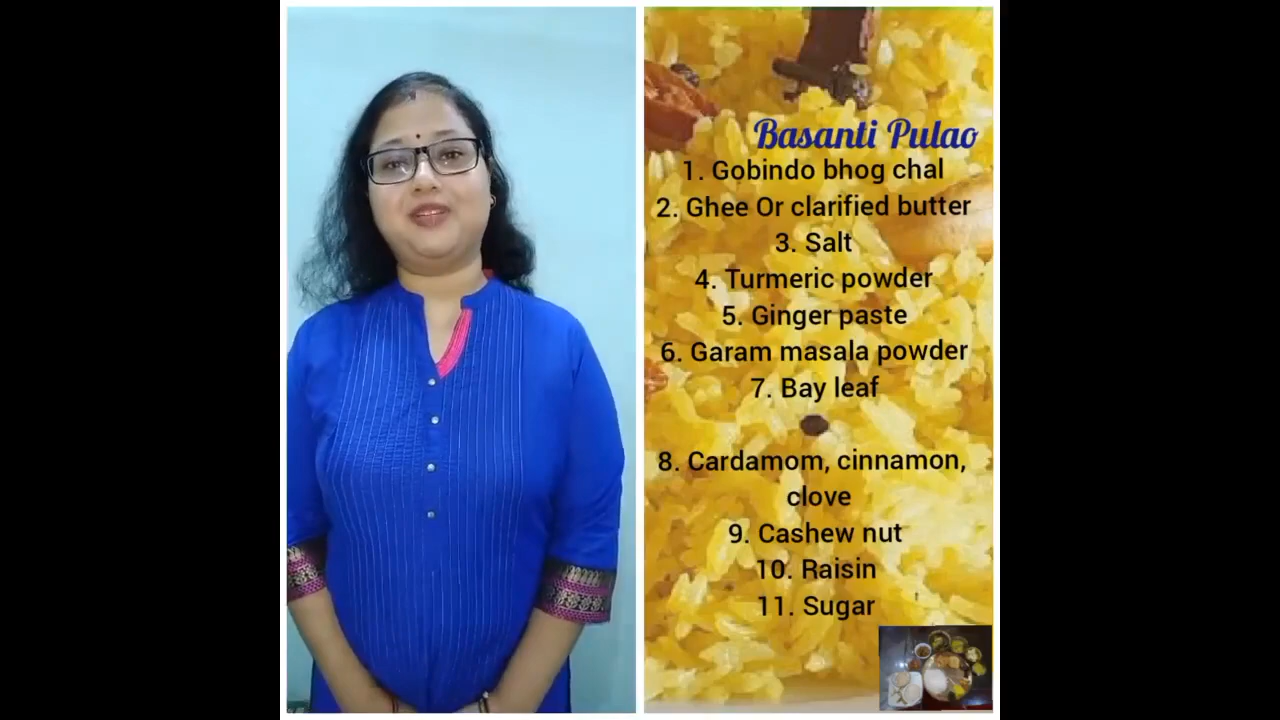 Basanti Pulao
1. Gobindo bhog chal
2. Ghee Or clarified butter
3. Salt
4. Turmeric powder
5. Ginger paste
6. Garam masala powder
7. Bay leaf
8. Cardamom, cinnamon,
clove
9. Cashew nut
10. Raisin
11. Sugar